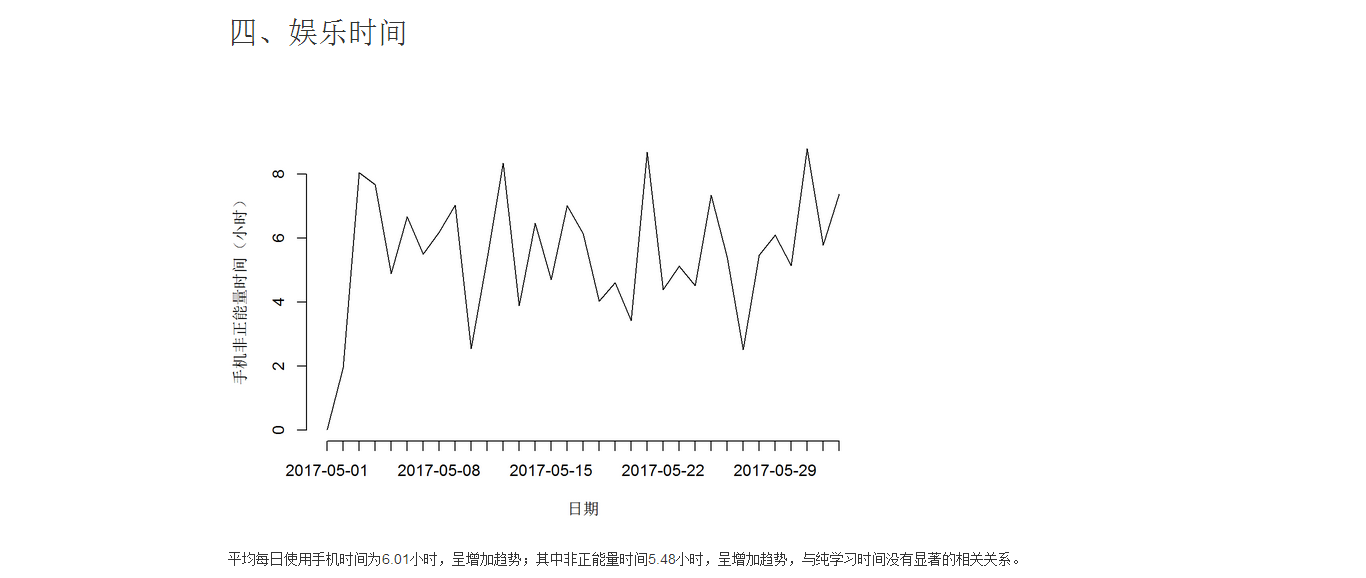 四、娱乐时间
手机非正能量时间（小时）
8
6
4
2
0
2017-05-01 2017-05-08 2017-05-15 2017-05-22 2017-05-29
日期
平均每日使用手机时间为6.01小时，呈增加趋势；其中非正能量时间5.48小时，呈增加趋势，与纯学习时间没有显著的相关关系。